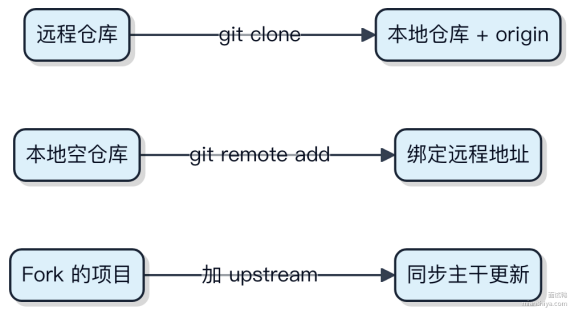 远程仓库 git clone 本地仓库 + origin
本地空仓库 git remote add 绑定远程地址
Fork 的项目 加 upstream 同步主干更新